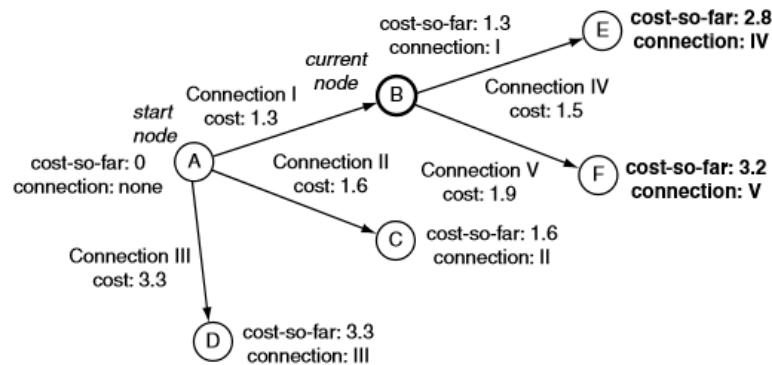 cost-so-far: 1.3
connection: I
E
cost-so-far: 2.8
connection: IV
current
node
B
Connection IV
cost: 1.5
Connection I
cost: 1.3
start
node
cost-so-far: 0
connection: none
A
Connection II
cost: 1.6
Connection V
cost: 1.9
F
cost-so-far: 3.2
connection: V
C
cost-so-far: 1.6
connection: II
Connection III
cost: 3.3
D
cost-so-far: 3.3
connection: III